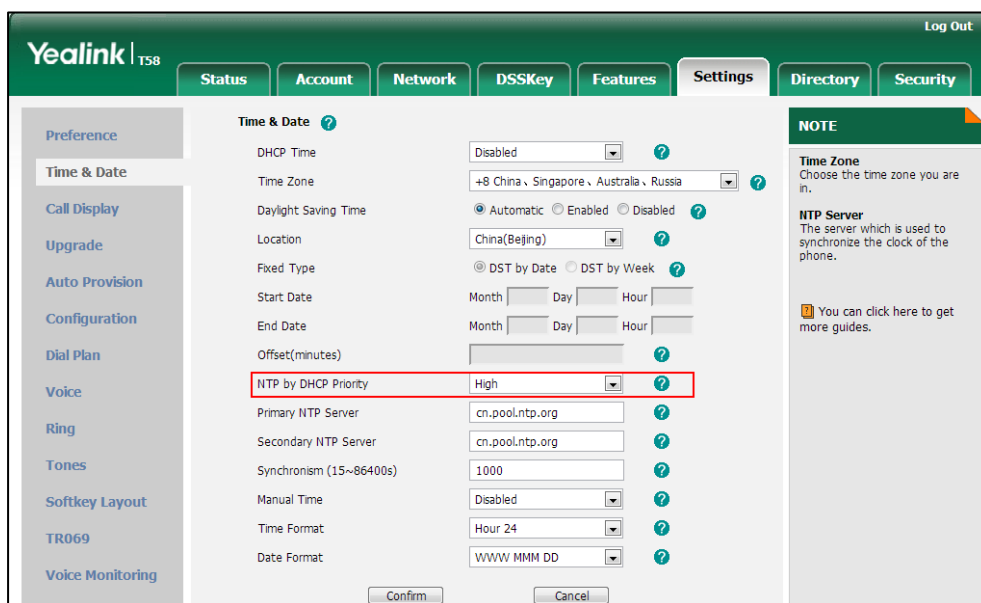 Log Out
Yealink T58
Status Account Network DSSKey Features Settings Directory Security
Preference
Time & Date
Call Display
Upgrade
Auto Provision
Configuration
Dial Plan
Voice
Ring
Tones
Softkey Layout
TR069
Voice Monitoring
Time & Date ?
DHCP Time Disabled ?
Time Zone +8 China、Singapore、Australia、Russia ?
Daylight Saving Time Automatic Enabled Disabled ?
Location China(Beijing) ?
Fixed Type DST by Date DST by Week ?
Start Date Month Day Hour
End Date Month Day Hour
Offset(minutes) ?
NTP by DHCP Priority High ?
Primary NTP Server cn.pool.ntp.org ?
Secondary NTP Server cn.pool.ntp.org ?
Synchronism (15~86400s) 1000 ?
Manual Time Disabled ?
Time Format Hour 24 ?
Date Format WWW MMM DD ?
Confirm Cancel
NOTE
Time Zone
Choose the time zone you are
in.
NTP Server
The server which is used to
synchronize the clock of the
phone.
? You can click here to get
more guides.